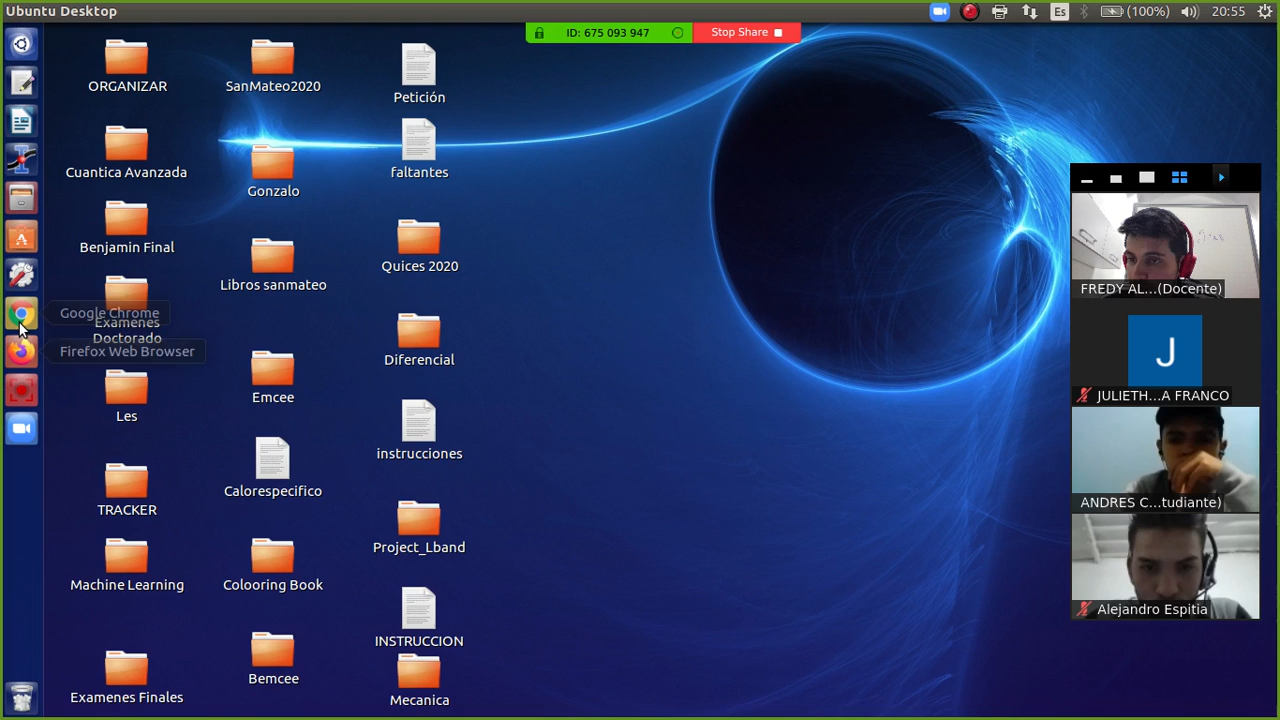 Ubuntu Desktop
Es
(100%)
20:55
ID: 675 093 947
Stop Share
ORGANIZAR
SanMateo2020
Petición
Cuantica Avanzada
Gonzalo
faltantes
Benjamin Final
Libros sanmateo
Quices 2020
Google Chrome
Examenes
Doctorado
Firefox Web Browser
Diferencial
Les
Emcee
instrucciones
TRACKER
Calorespecifico
Project_Lband
Machine Learning
Colooring Book
INSTRUCCION
Examenes Finales
Bemcee
Mecanica
FREDY AL...(Docente)
J
JULIETH...A FRANCO
ANDRES C...tudiante)
Alejandro Espitia